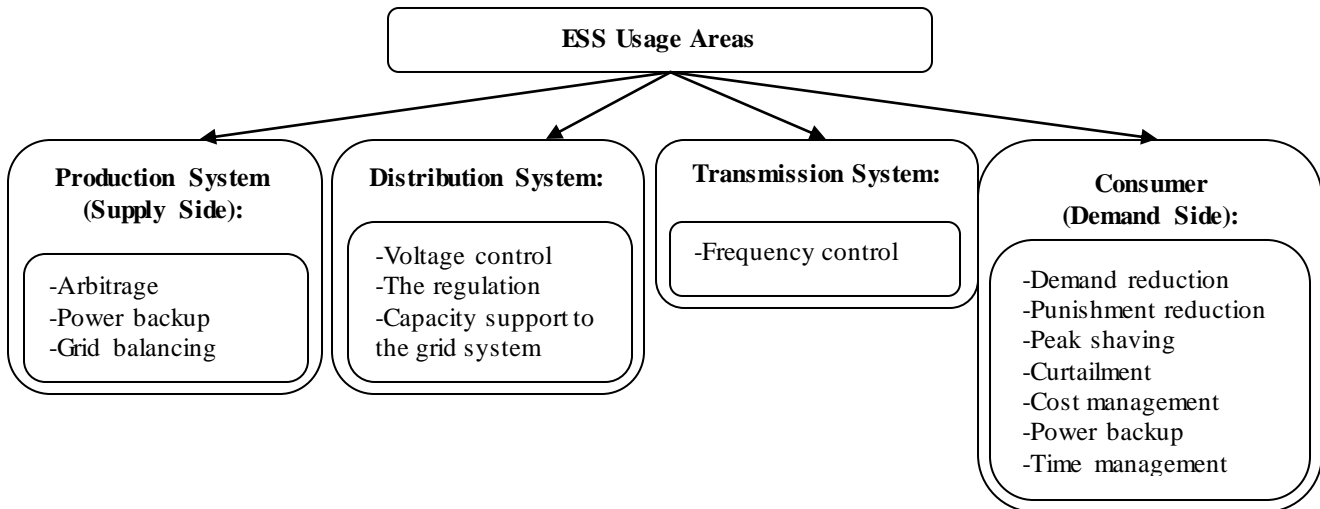 ESS Usage Areas
Production System
(Supply Side):
-Arbitrage
-Power backup
-Grid balancing
Distribution System:
-Voltage control
-The regulation
-Capacity support to
the grid system
Transmission System:
-Frequency control
Consumer
(Demand Side):
-Demand reduction
-Punishment reduction
-Peak shaving
-Curtailment
-Cost management
-Power backup
-Time management